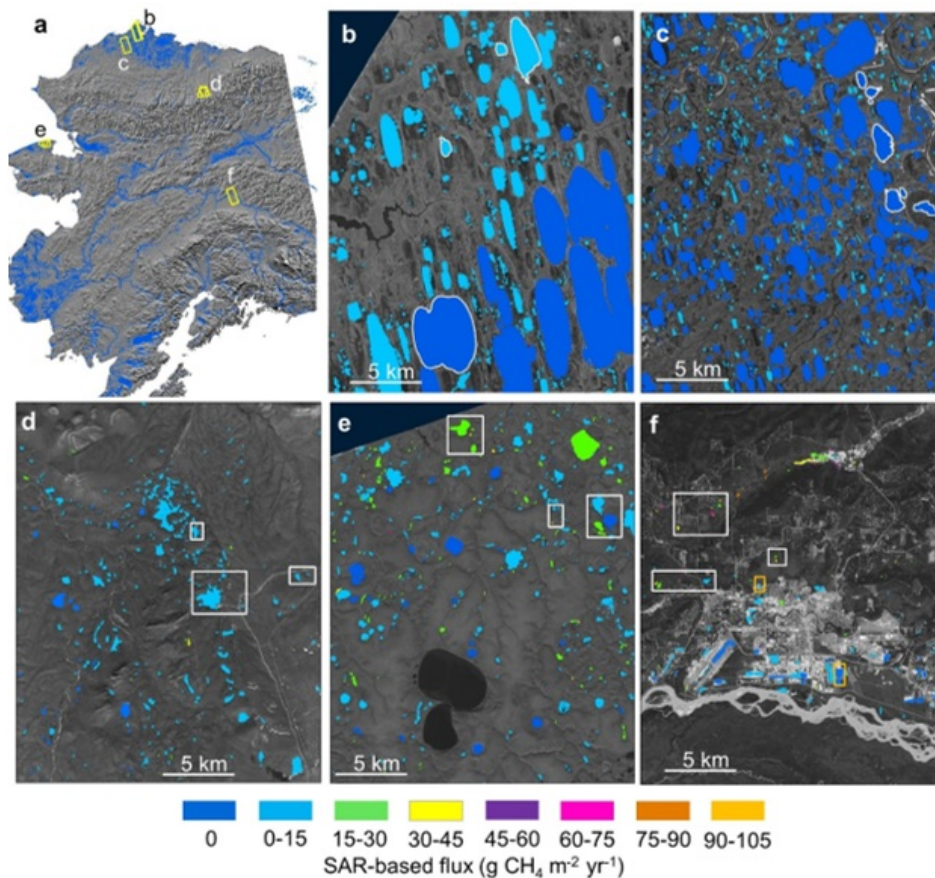 a
b
c
d
e
f
b
5 km
c
5 km
d
5 km
e
5 km
f
5 km
0
0-15
15-30
30-45
45-60
60-75
75-90
90-105
SAR-based flux (g CH₄ m⁻² yr⁻¹)